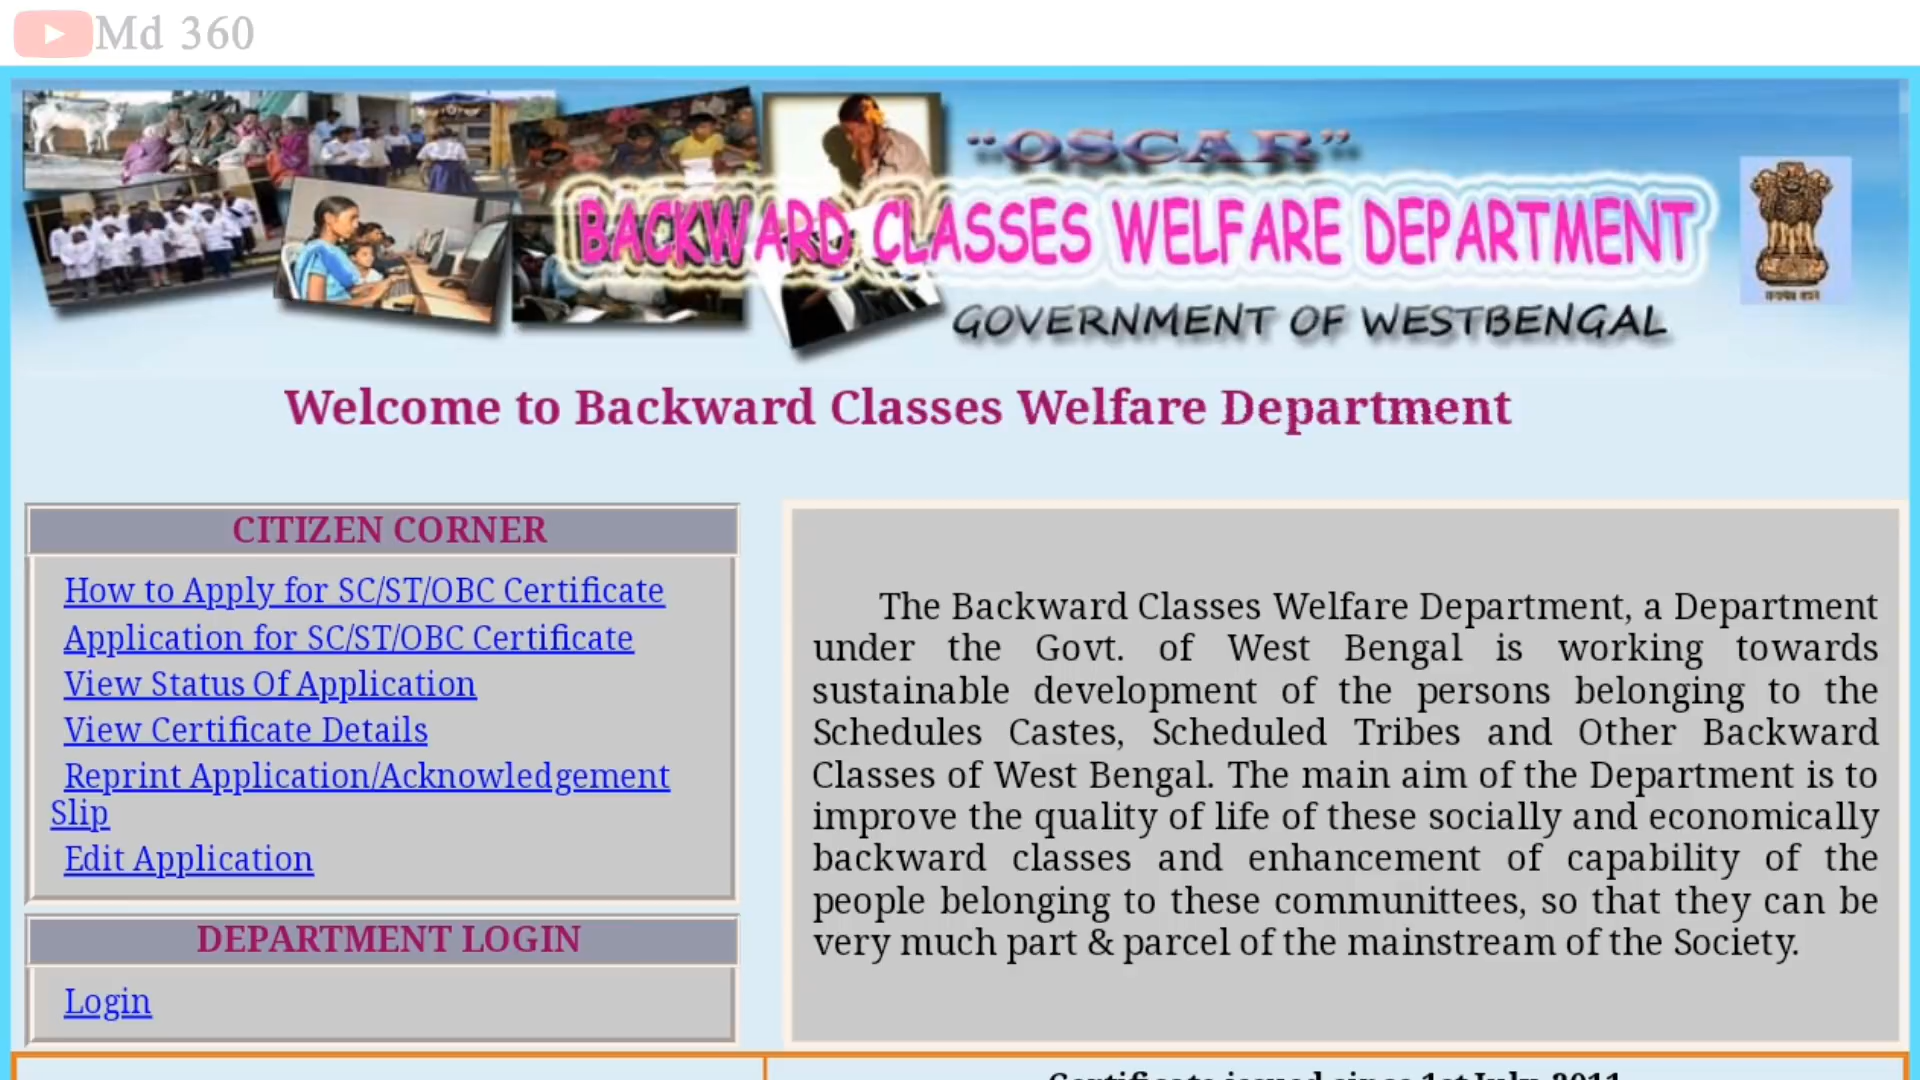 Md 360
"OSCAR"
BACKWARD CLASSES WELFARE DEPARTMENT
GOVERNMENT OF WESTBENGAL
Welcome to Backward Classes Welfare Department
CITIZEN CORNER
How to Apply for SC/ST/OBC Certificate
Application for SC/ST/OBC Certificate
View Status Of Application
View Certificate Details
Reprint Application/Acknowledgement
Slip
Edit Application
DEPARTMENT LOGIN
Login
The Backward Classes Welfare Department, a Department
under the Govt. of West Bengal is working towards
sustainable development of the persons belonging to the
Schedules Castes, Scheduled Tribes and Other Backward
Classes of West Bengal. The main aim of the Department is to
improve the quality of life of these socially and economically
backward classes and enhancement of capability of the
people belonging to these communittees, so that they can be
very much part & parcel of the mainstream of the Society.
Certificate issued since 1st July, 2011